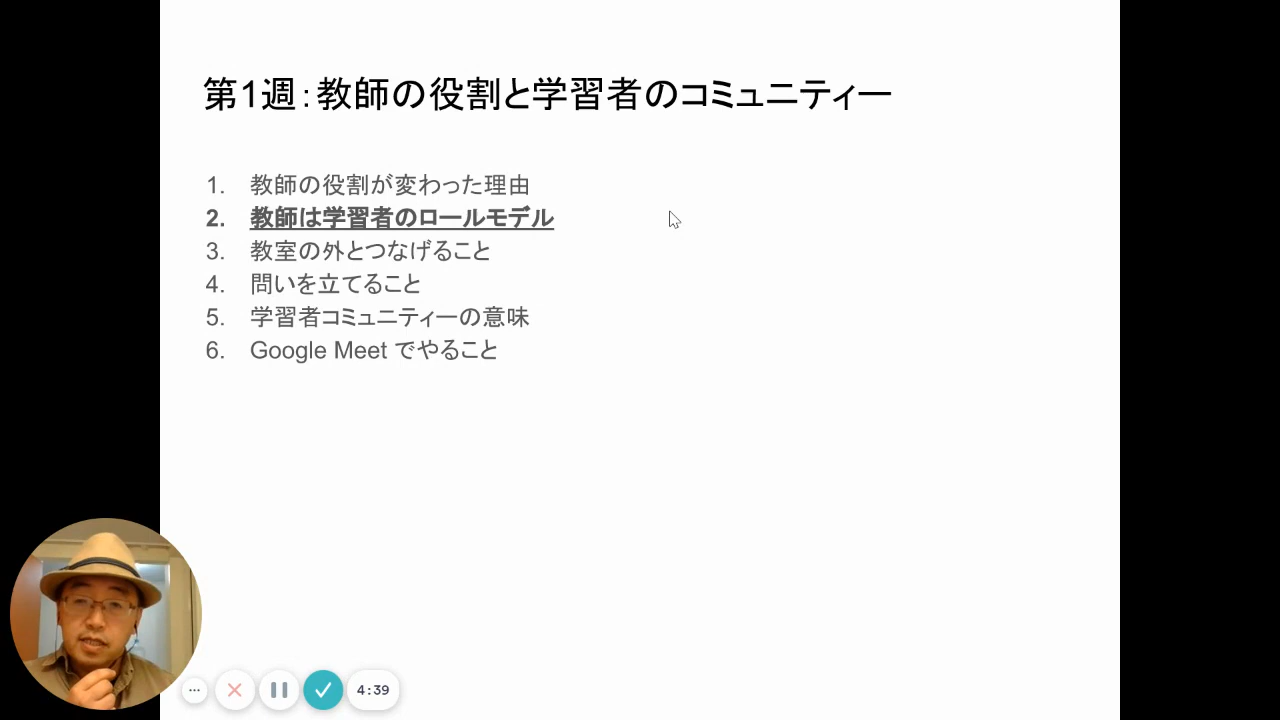 第1週：教師の役割と学習者のコミュニティー
1. 教師の役割が変わった理由
2. 教師は学習者のロールモデル
3. 教室の外とつなげること
4. 問いを立てること
5. 学習者コミュニティーの意味
6. Google Meet でやること
4:39